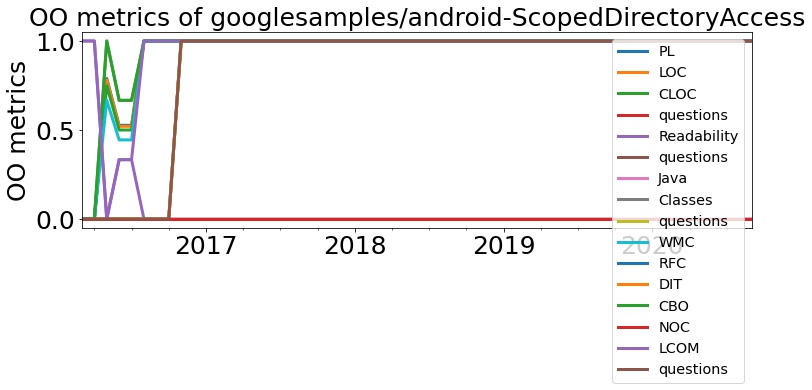 OO metrics of googlesamples/android-ScopedDirectoryAccess
OO metrics
1.0
0.5
0.0
2017
2018
2019
2020
PL
LOC
CLOC
questions
Readability
questions
Java
Classes
questions
WMC
RFC
DIT
CBO
NOC
LCOM
questions